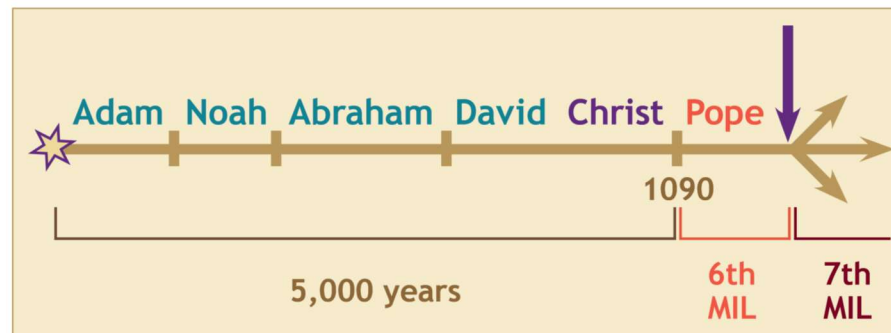 Adam Noah Abraham David Christ Pope
1090
5,000 years
6th
MIL
7th
MIL